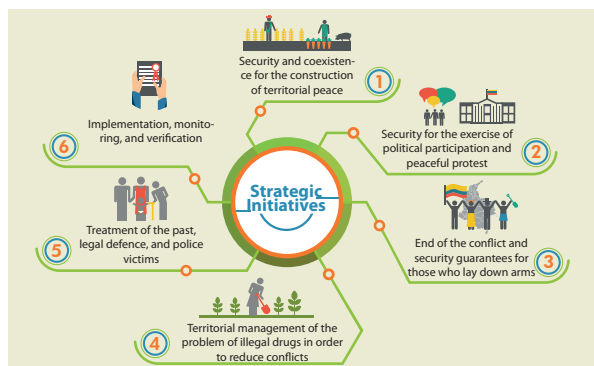 Strategic
Initiatives
Security and coexisten-
ce for the construction
of territorial peace
1
Security for the exercise of
political participation and
peaceful protest
2
End of the conflict and
security guarantees for
those who lay down arms
3
Territorial management of the
problem of illegal drugs in order
to reduce conflicts
4
Treatment of the past,
legal defence, and police
victims
5
Implementation, monito-
ring, and verification
6